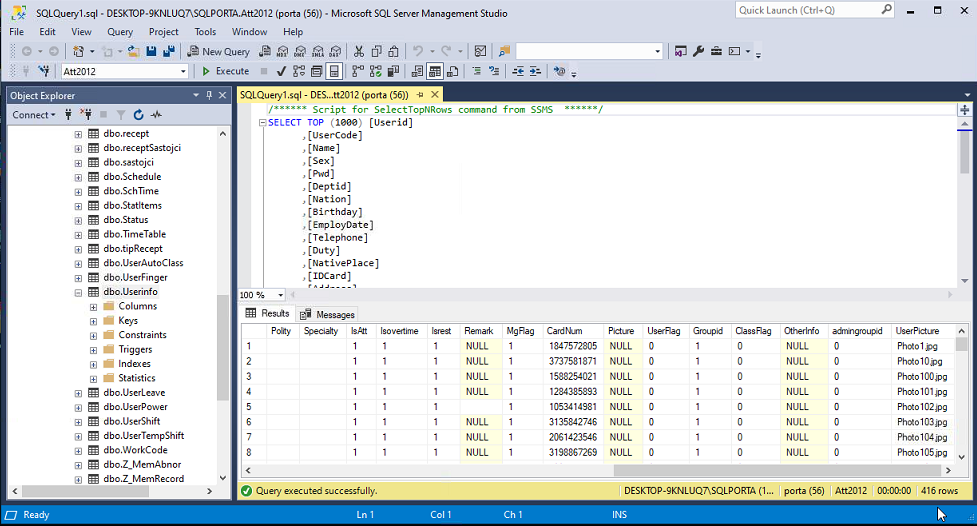 SQLQuery1.sql - DESKTOP-9KNLUQ7\SQLPORTA.Att2012 (porta (56)) - Microsoft SQL Server Management Studio
Quick Launch (Ctrl+Q)
File Edit View Query Project Tools Window Help
New Query
MDX DMX XMLA DAX
Att2012 Execute
Object Explorer
Connect
dbo.recept
dbo.receptSastojci
dbo.sastojci
dbo.Schedule
dbo.SchTime
dbo.StatItems
dbo.Status
dbo.TimeTable
dbo.tipRecept
dbo.UserAutoClass
dbo.UserFinger
dbo.Userinfo
Columns
Keys
Constraints
Triggers
Indexes
Statistics
dbo.UserLeave
dbo.UserPower
dbo.UserShift
dbo.UserTempShift
dbo.WorkCode
dbo.Z_MemAbnor
dbo.Z_MemRecord
SQLQuery1.sql - DES...tt2012 (porta (56))
/****** Script for SelectTopNRows command from SSMS ******/
SELECT TOP (1000) [Userid]
,[UserCode]
,[Name]
,[Sex]
,[Pwd]
,[Deptid]
,[Nation]
,[Birthday]
,[EmployDate]
,[Telephone]
,[Duty]
,[NativePlace]
,[IDCard]
,[Address]
100 %
Results Messages
Polity Specialty IsAtt Isovertime Isrest Remark MgFlag CardNum Picture UserFlag Groupid ClassFlag OtherInfo admingroupid UserPicture
1 1 1 1 NULL 1 1847572805 NULL 0 1 0 NULL 0 Photo1.jpg
2 1 1 1 NULL 1 3737581871 NULL 0 1 0 NULL 0 Photo10.jpg
3 1 1 1 NULL 1 1588254021 NULL 0 1 0 NULL 0 Photo100.jpg
4 1 1 1 NULL 1 1284385893 NULL 0 1 0 NULL 0 Photo101.jpg
5 1 1 1 1 1053414981 NULL 0 1 0 NULL 0 Photo102.jpg
6 1 1 1 NULL 1 3135842746 NULL 0 1 0 NULL 0 Photo103.jpg
7 1 1 1 NULL 1 2061423546 NULL 0 1 0 NULL 0 Photo104.jpg
8 1 1 1 NULL 1 3198867269 NULL 0 1 0 NULL 0 Photo105.jpg
Query executed successfully. DESKTOP-9KNLUQ7\SQLPORTA (1... porta (56) Att2012 00:00:00 416 rows
Ready Ln 1 Col 1 Ch 1 INS